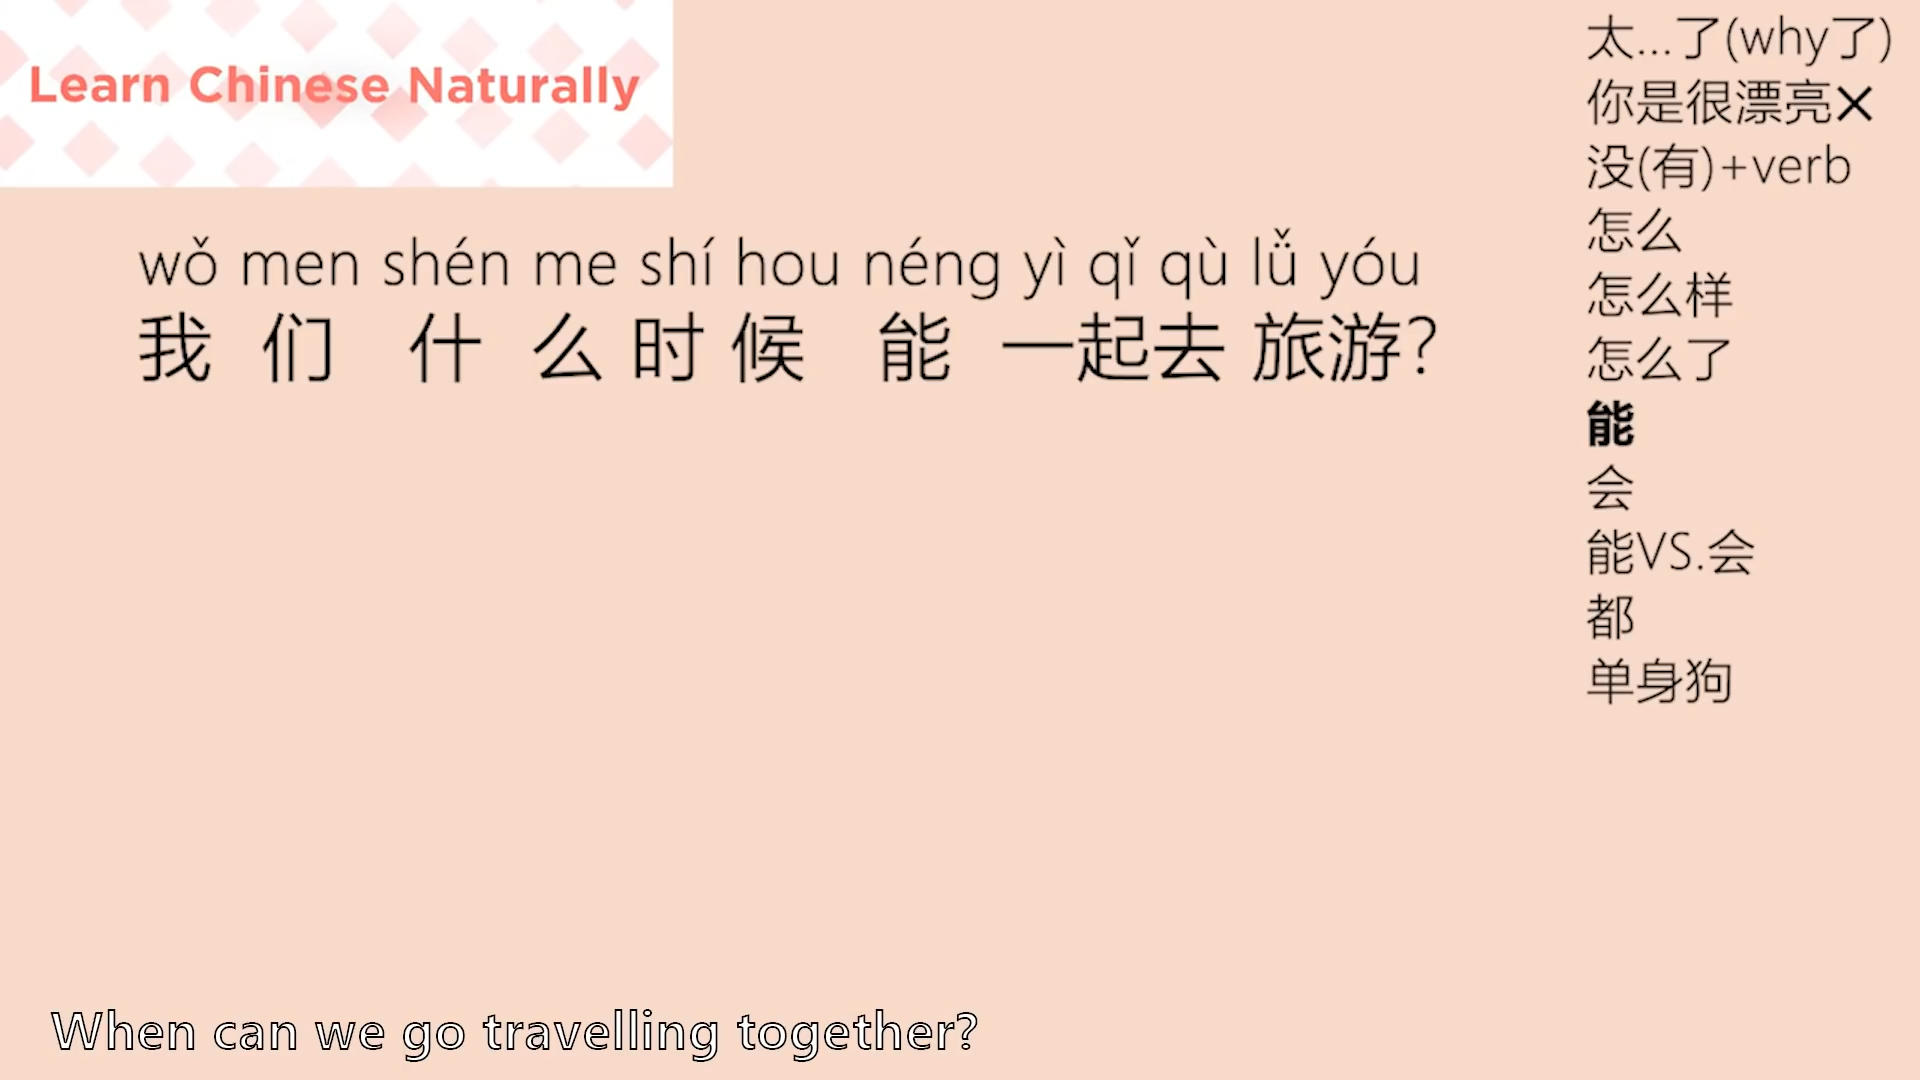 Learn Chinese Naturally
wǒ men shén me shí hou néng yì qǐ qù lǚ yóu
我们什么时候能一起去旅游?
太...了(why了)
你是很漂亮✕
没(有)+verb
怎么
怎么样
怎么了
能
会
能VS.会
都
单身狗
When can we go travelling together?